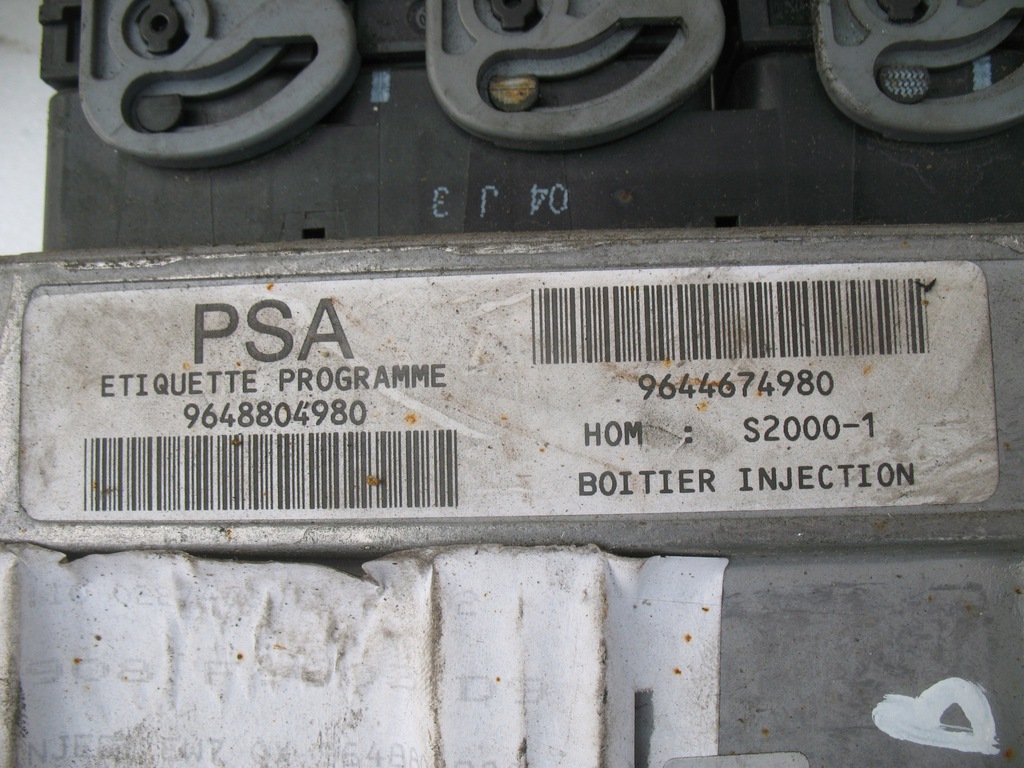 04 J 3
PSA
ETIQUETTE PROGRAMME
9648804980
9644674980
HOM : S2000-1
BOITIER INJECTION